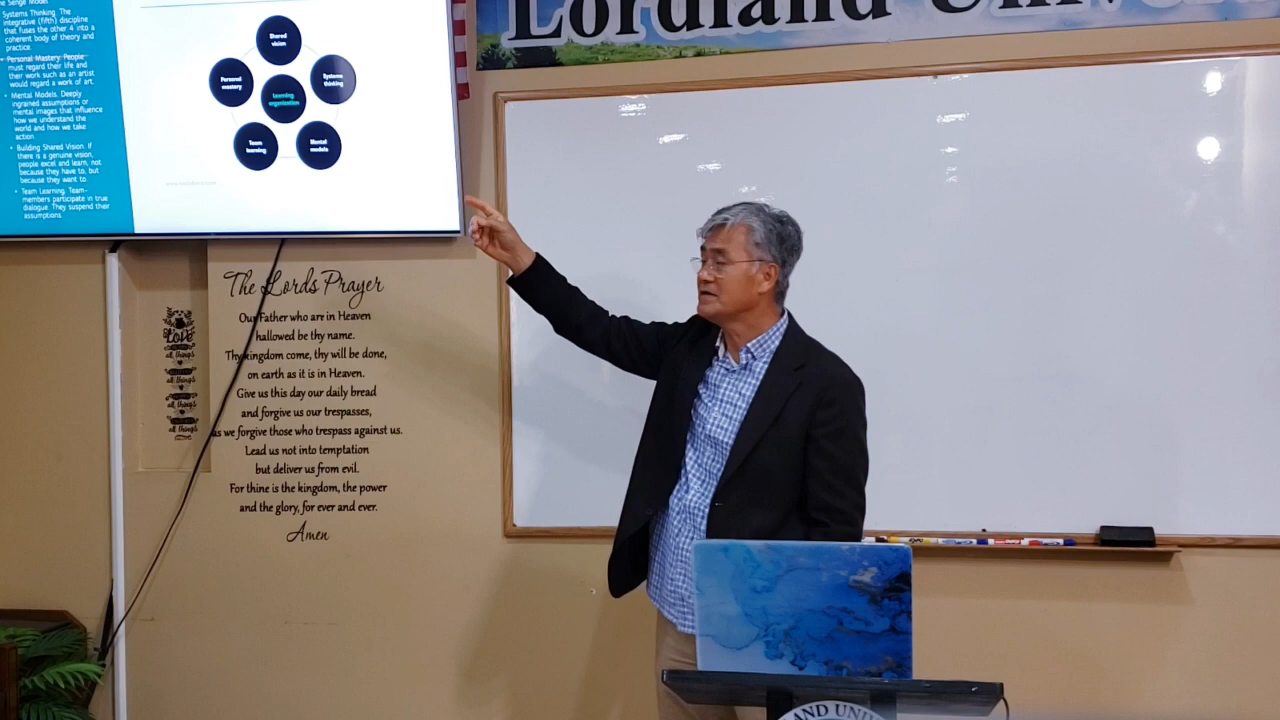 the Senge Model
Systems Thinking. The
integrative (fifth) discipline
that fuses the other 4 into a
coherent body of theory and
practice.
• Personal Mastery. People
must regard their life and
their work such as an artist
would regard a work of art.
• Mental Models. Deeply
ingrained assumptions or
mental images that influence
how we understand the
world and how we take
action.
• Building Shared Vision. If
there is a genuine vision,
people excel and learn, not
because they have to, but
because they want to.
• Team Learning. Team-
members participate in true
dialogue. They suspend their
assumptions.
Shared
vision
Personal
mastery
Systems
thinking
Learning
organization
Team
learning
Mental
models
Lordland Univer
The Lords Prayer
Our Father who are in Heaven
hallowed be thy name.
Thy kingdom come, thy will be done,
on earth as it is in Heaven.
Give us this day our daily bread
and forgive us our trespasses,
as we forgive those who trespass against us.
Lead us not into temptation
but deliver us from evil.
For thine is the kingdom, the power
and the glory, for ever and ever.
Amen
LOVE
all things
all things
all things
all things
EXPO
LAND UNIV